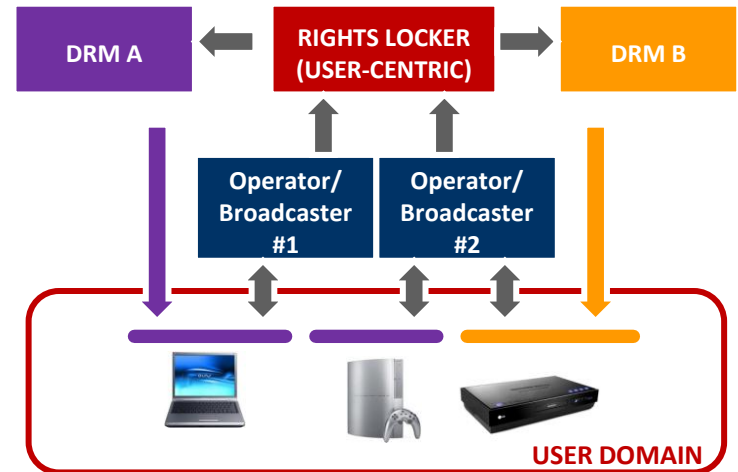 DRM A
RIGHTS LOCKER
(USER-CENTRIC)
DRM B
Operator/
Broadcaster
#1
Operator/
Broadcaster
#2
USER DOMAIN